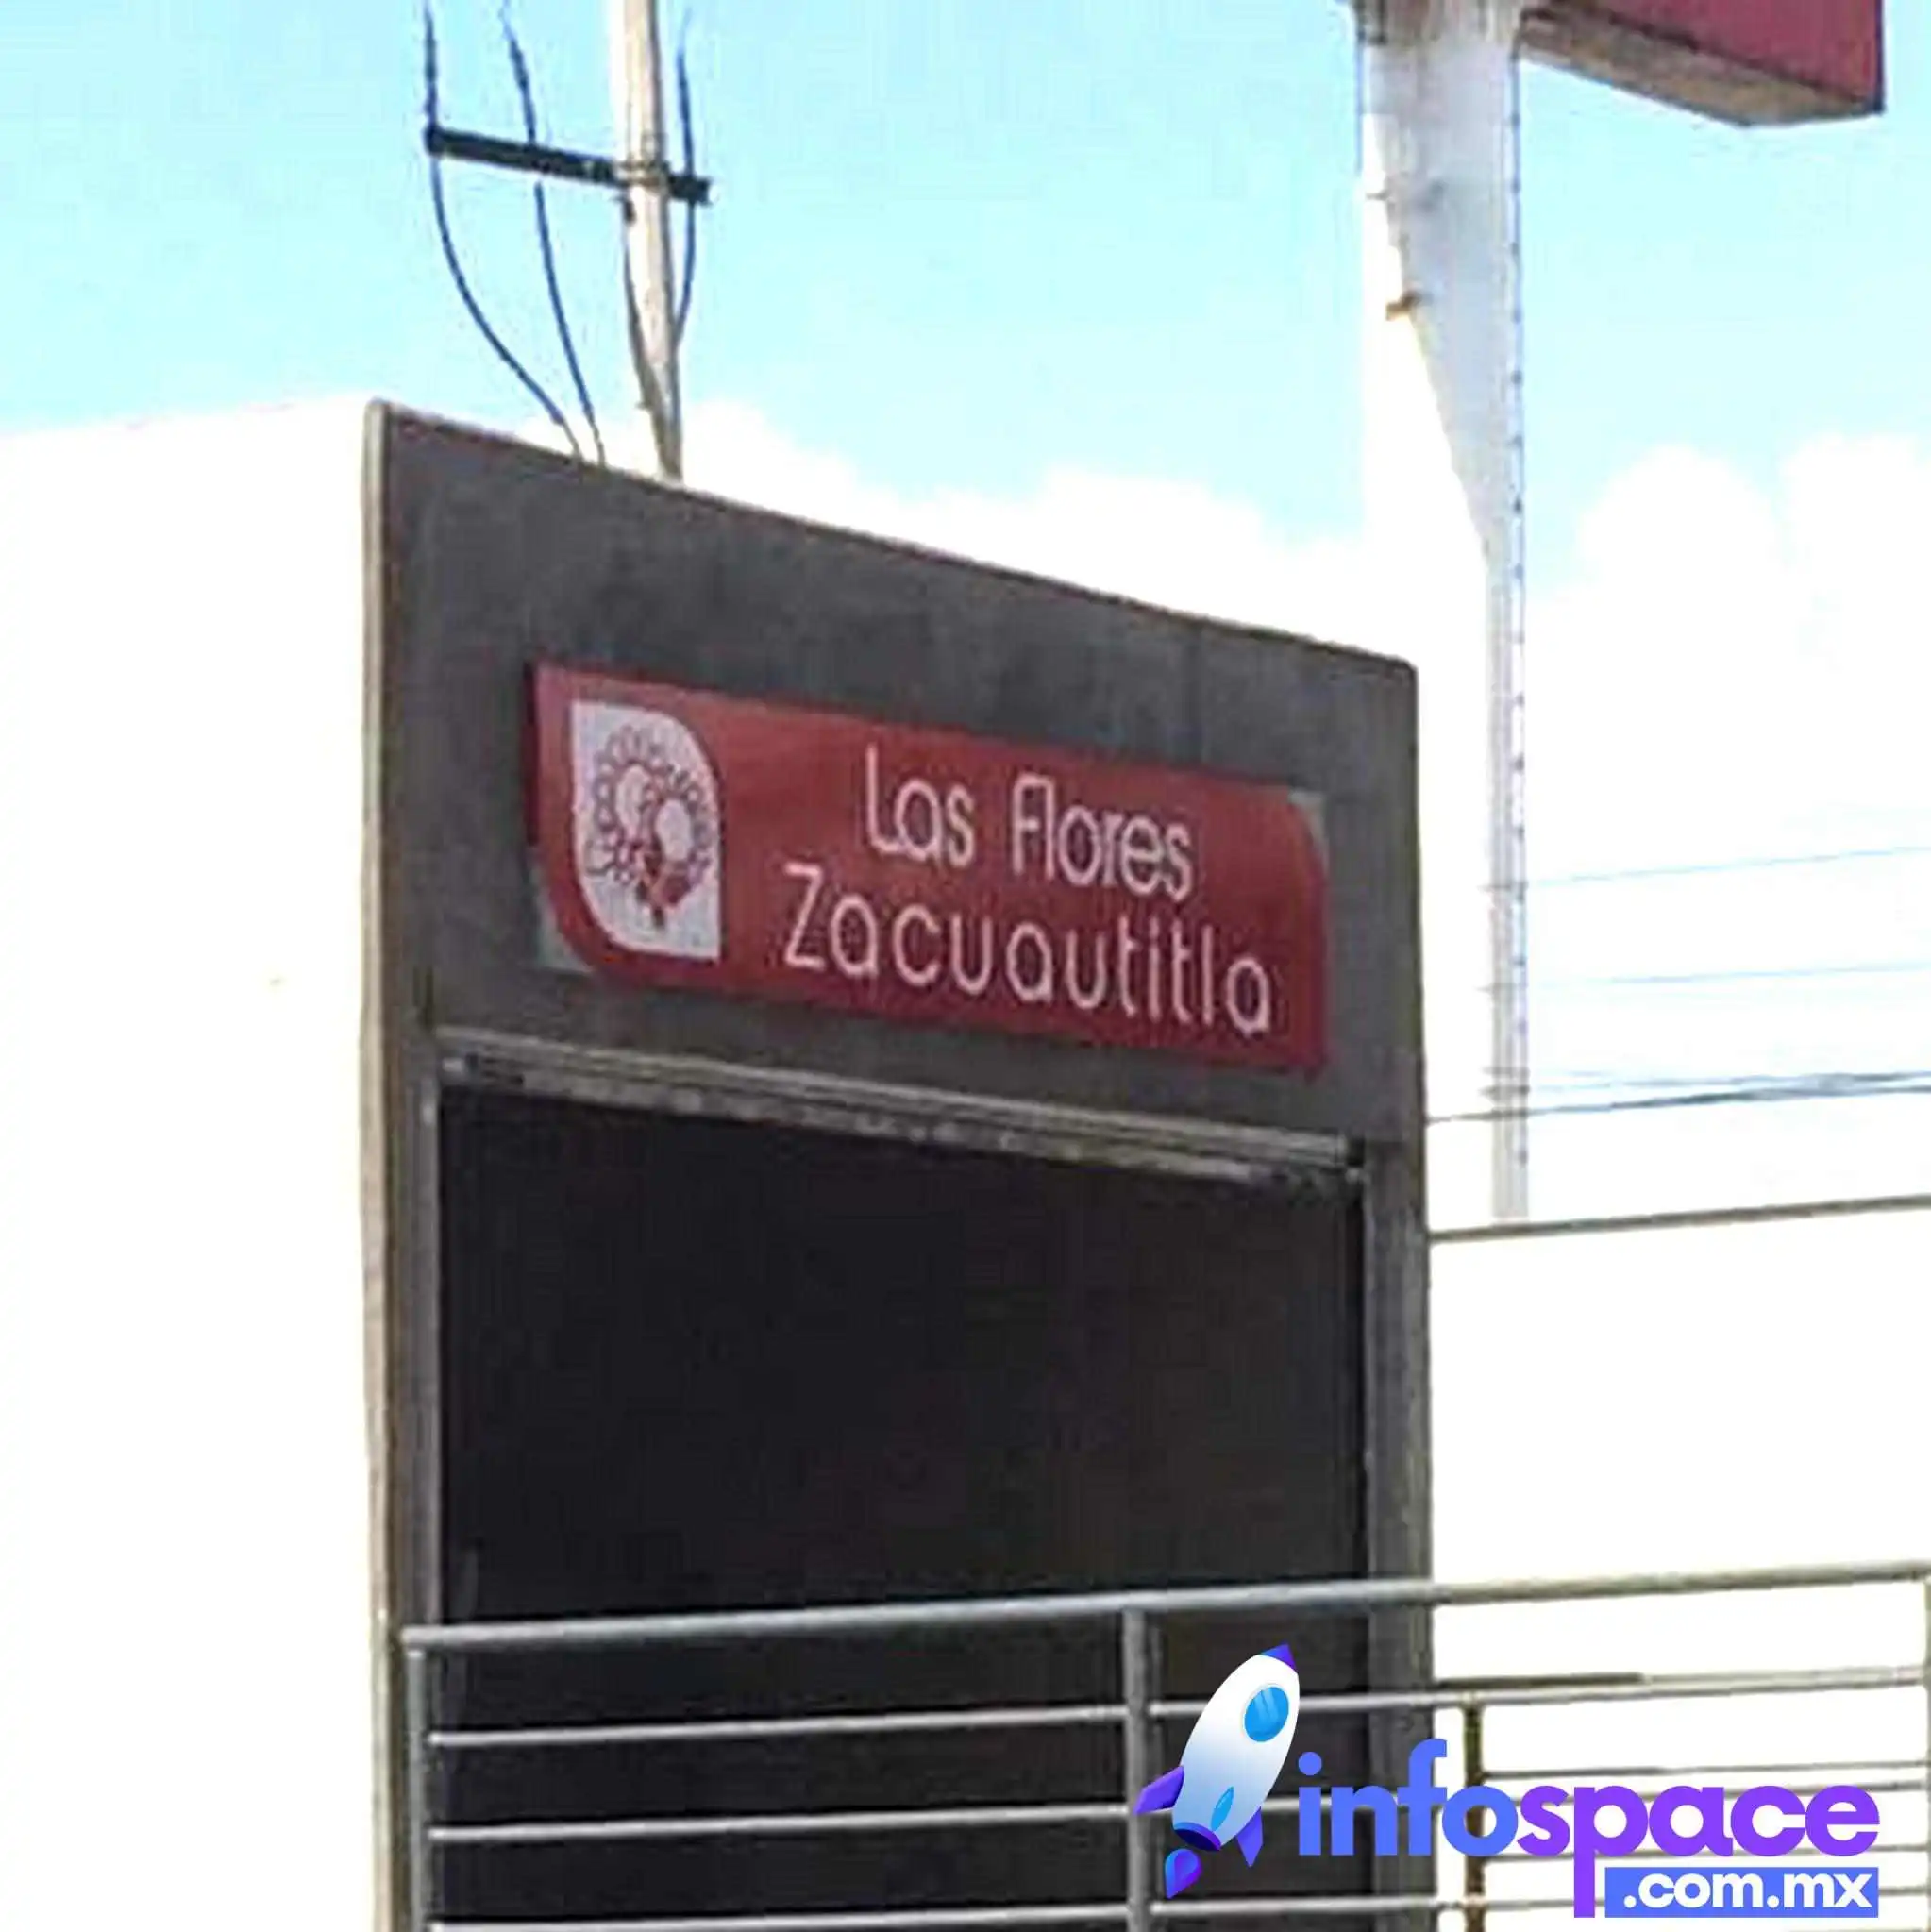 Las flores
Zacuautitla
infospace
.com.mx